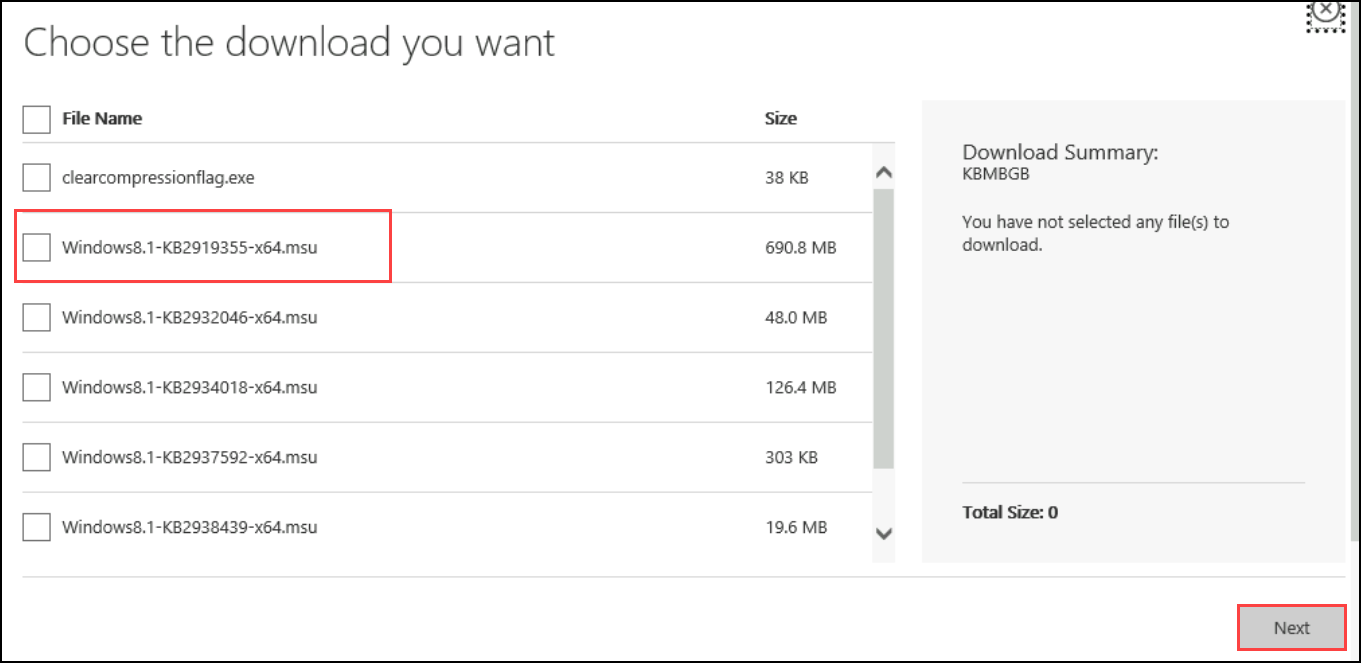 Choose the download you want
File Name Size
clearcompressionflag.exe 38 KB
Windows8.1-KB2919355-x64.msu 690.8 MB
Windows8.1-KB2932046-x64.msu 48.0 MB
Windows8.1-KB2934018-x64.msu 126.4 MB
Windows8.1-KB2937592-x64.msu 303 KB
Windows8.1-KB2938439-x64.msu 19.6 MB
Download Summary:
KBMBGB
You have not selected any file(s) to
download.
Total Size: 0
Next